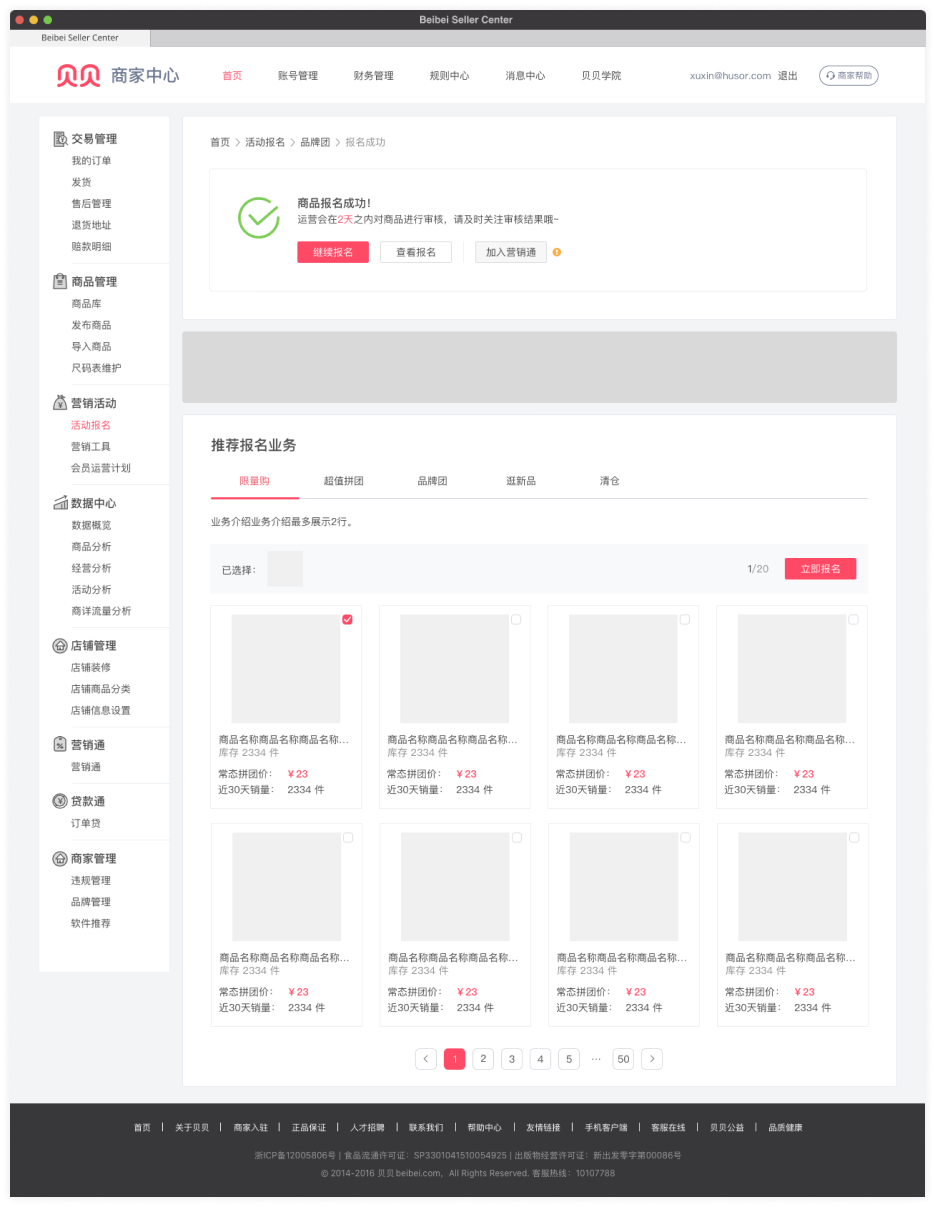 Beibei Seller Center
Beibei Seller Center
贝贝 商家中心 首页 账号管理 财务管理 规则中心 消息中心 贝贝学院 xuxin@husor.com 退出 商家帮助
交易管理
我的订单
发货
售后管理
退货地址
赔款明细
商品管理
商品库
发布商品
导入商品
尺码表维护
营销活动
活动报名
营销工具
会员运营计划
数据中心
数据概览
商品分析
经营分析
活动分析
商详流量分析
店铺管理
店铺装修
店铺商品分类
店铺信息设置
营销通
营销通
贷款通
订单贷
商家管理
违规管理
品牌管理
软件推荐
首页 > 活动报名 > 品牌团 > 报名成功
商品报名成功!
运营会在2天之内对商品进行审核，请及时关注审核结果哦~
继续报名 查看报名 加入营销通
推荐报名业务
限量购 超值拼团 品牌团 逛新品 清仓
业务介绍业务介绍最多展示2行。
已选择： 1/20 立即报名
商品名称商品名称商品名称... 商品名称商品名称商品名称... 商品名称商品名称商品名称... 商品名称商品名称商品名称...
库存 2334 件 库存 2334 件 库存 2334 件 库存 2334 件
常态拼团价： ¥23 常态拼团价： ¥23 常态拼团价： ¥23 常态拼团价： ¥23
近30天销量： 2334 件 近30天销量： 2334 件 近30天销量： 2334 件 近30天销量： 2334 件
商品名称商品名称商品名称... 商品名称商品名称商品名称... 商品名称商品名称商品名称... 商品名称商品名称商品名称...
库存 2334 件 库存 2334 件 库存 2334 件 库存 2334 件
常态拼团价： ¥23 常态拼团价： ¥23 常态拼团价： ¥23 常态拼团价： ¥23
近30天销量： 2334 件 近30天销量： 2334 件 近30天销量： 2334 件 近30天销量： 2334 件
< 1 2 3 4 5 ··· 50 >
首页 | 关于贝贝 | 商家入驻 | 正品保证 | 人才招聘 | 联系我们 | 帮助中心 | 友情链接 | 手机客户端 | 客服在线 | 贝贝公益 | 品质健康
浙ICP备12005806号 | 食品流通许可证：SP3301041510054925 | 出版物经营许可证：新出发零字第00086号
© 2014-2016 贝贝 beibei.com，All Rights Reserved. 客服热线：10107788